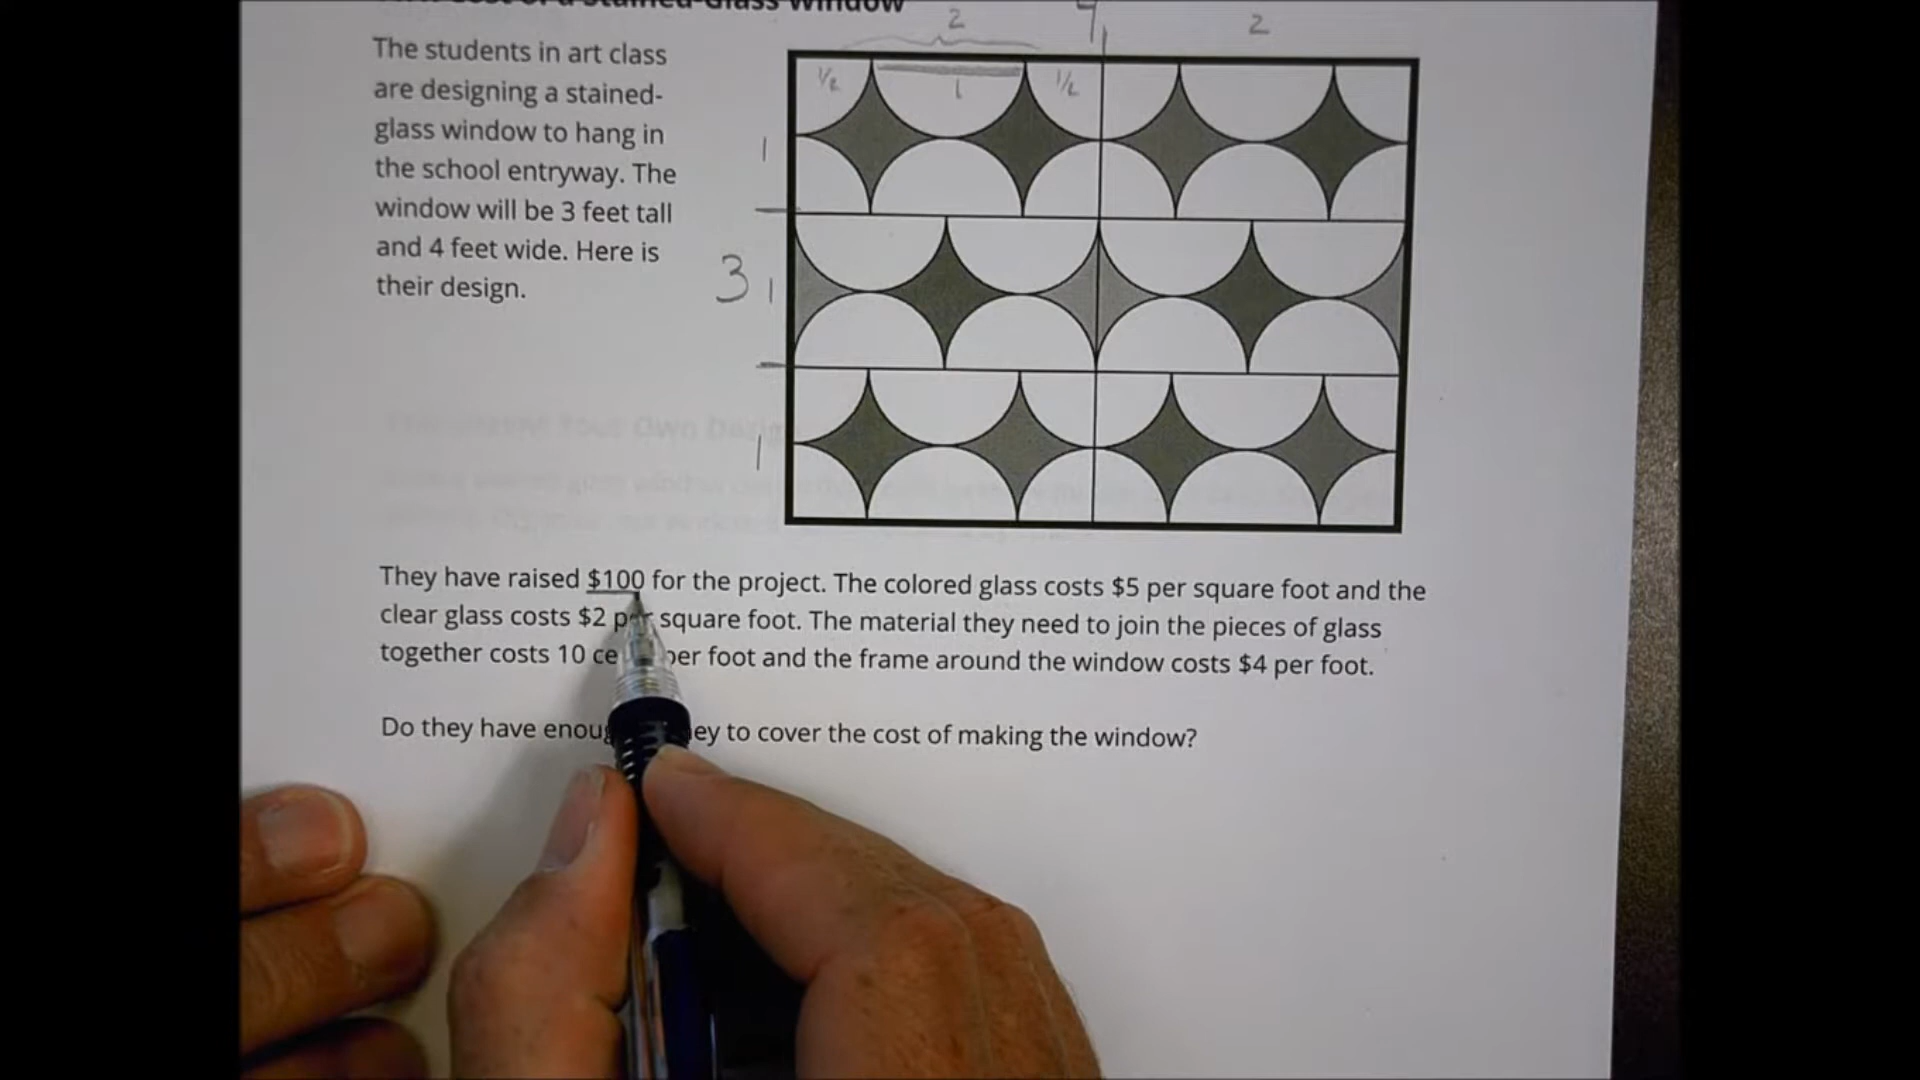 Stained-Glass Window
The students in art class
are designing a stained-
glass window to hang in
the school entryway. The
window will be 3 feet tall
and 4 feet wide. Here is
their design.
2
2
1/2
1
1/2
1
3
1
1
They have raised $100 for the project. The colored glass costs $5 per square foot and the
clear glass costs $2 per square foot. The material they need to join the pieces of glass
together costs 10 per foot and the frame around the window costs $4 per foot.
Do they have to cover the cost of making the window?